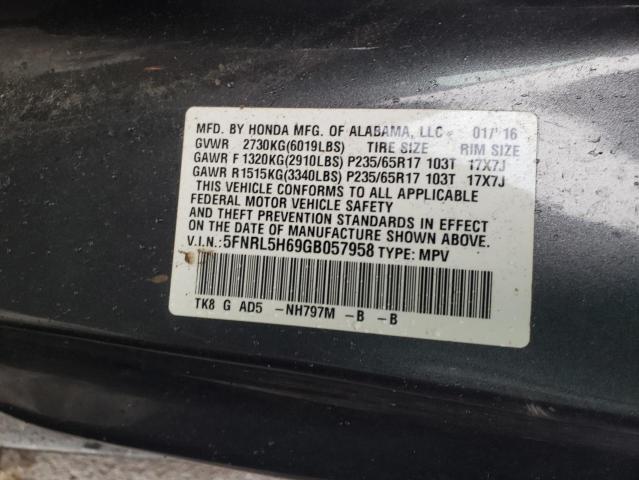 MFD. BY HONDA MFG. OF ALABAMA, LLC 01/'16
GVWR 2730KG(6019LBS) TIRE SIZE RIM SIZE
GAWR F 1320KG(2910LBS) P235/65R17 103T 17X7J
GAWR R1515KG(3340LBS) P235/65R17 103T 17X7J
THIS VEHICLE CONFORMS TO ALL APPLICABLE
FEDERAL MOTOR VEHICLE SAFETY
AND THEFT PREVENTION STANDARDS IN EFFECT
ON THE DATE OF MANUFACTURE SHOWN ABOVE.
V.I.N.:5FNRL5H69GB057958 TYPE: MPV
TK8 G AD5 -NH797M -B -B